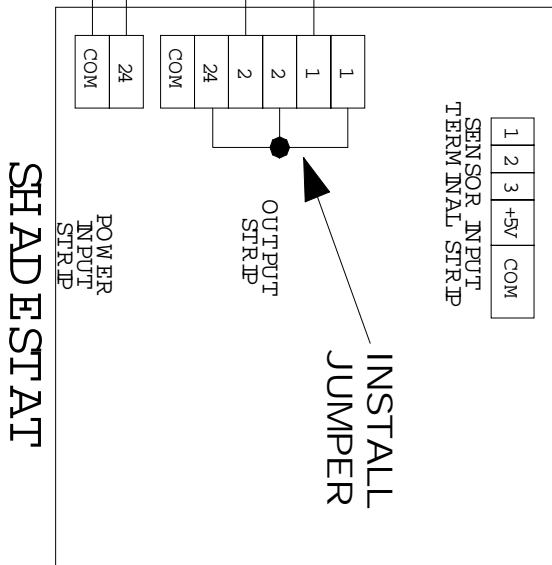 COM
24
COM
24
2
2
1
1
1
2
3
+5V
COM
SENSOR INPUT
TERMINAL STRIP
OUTPUT
STRIP
POWER
INPUT
STRIP
INSTALL
JUMPER
SHADESTAT